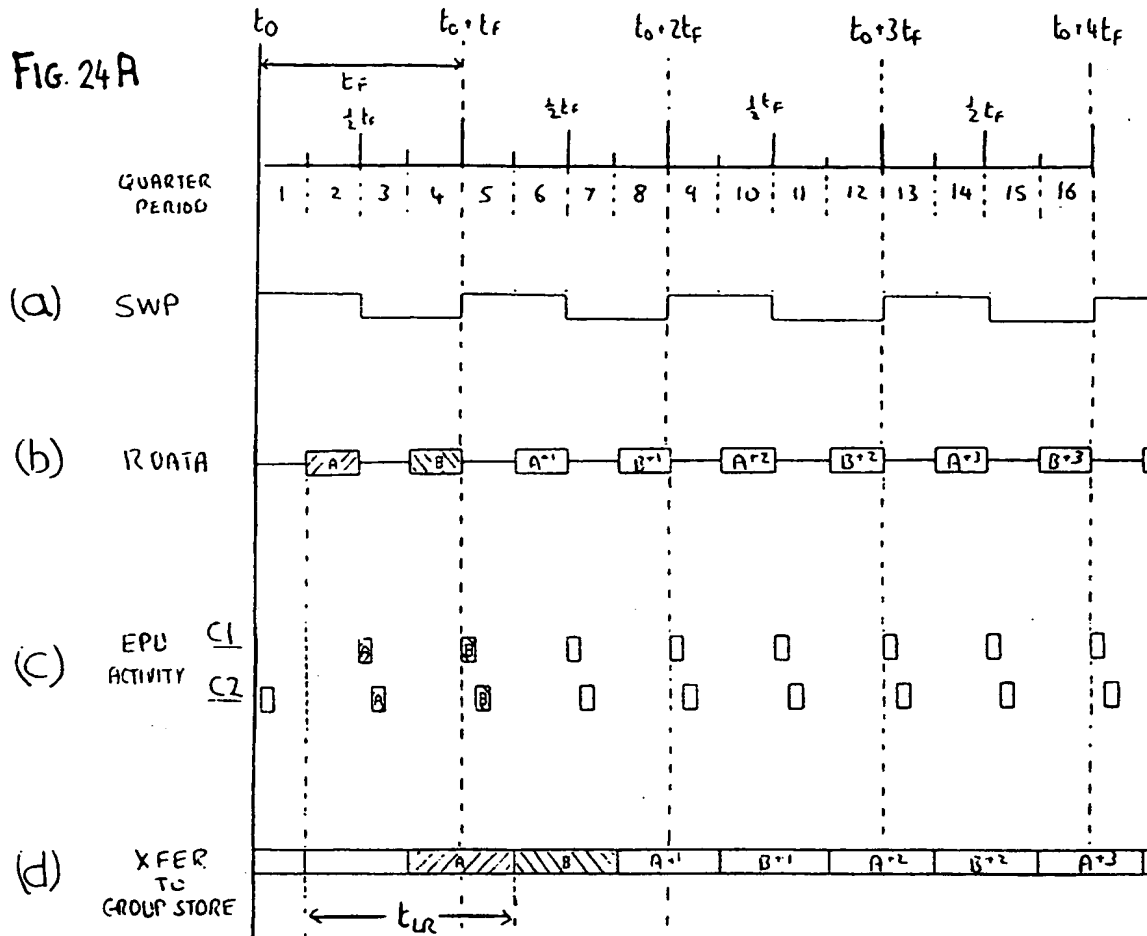 t₀ t₀+tF t₀+2tF t₀+3tF t₀+4tF
FIG. 24A
tF
½tF ½tF ½tF ½tF
QUARTER
PERIOD
1 2 3 4 5 6 7 8 9 10 11 12 13 14 15 16
(a) SWP
(b) RDATA A B A+1 B+1 A+2 B+2 A+3 B+3
(c) EPU
ACTIVITY
C1 A B
C2 A B
(d) XFER
TO
GROUP STORE
A B A+1 B+1 A+2 B+2 A+3
tLR